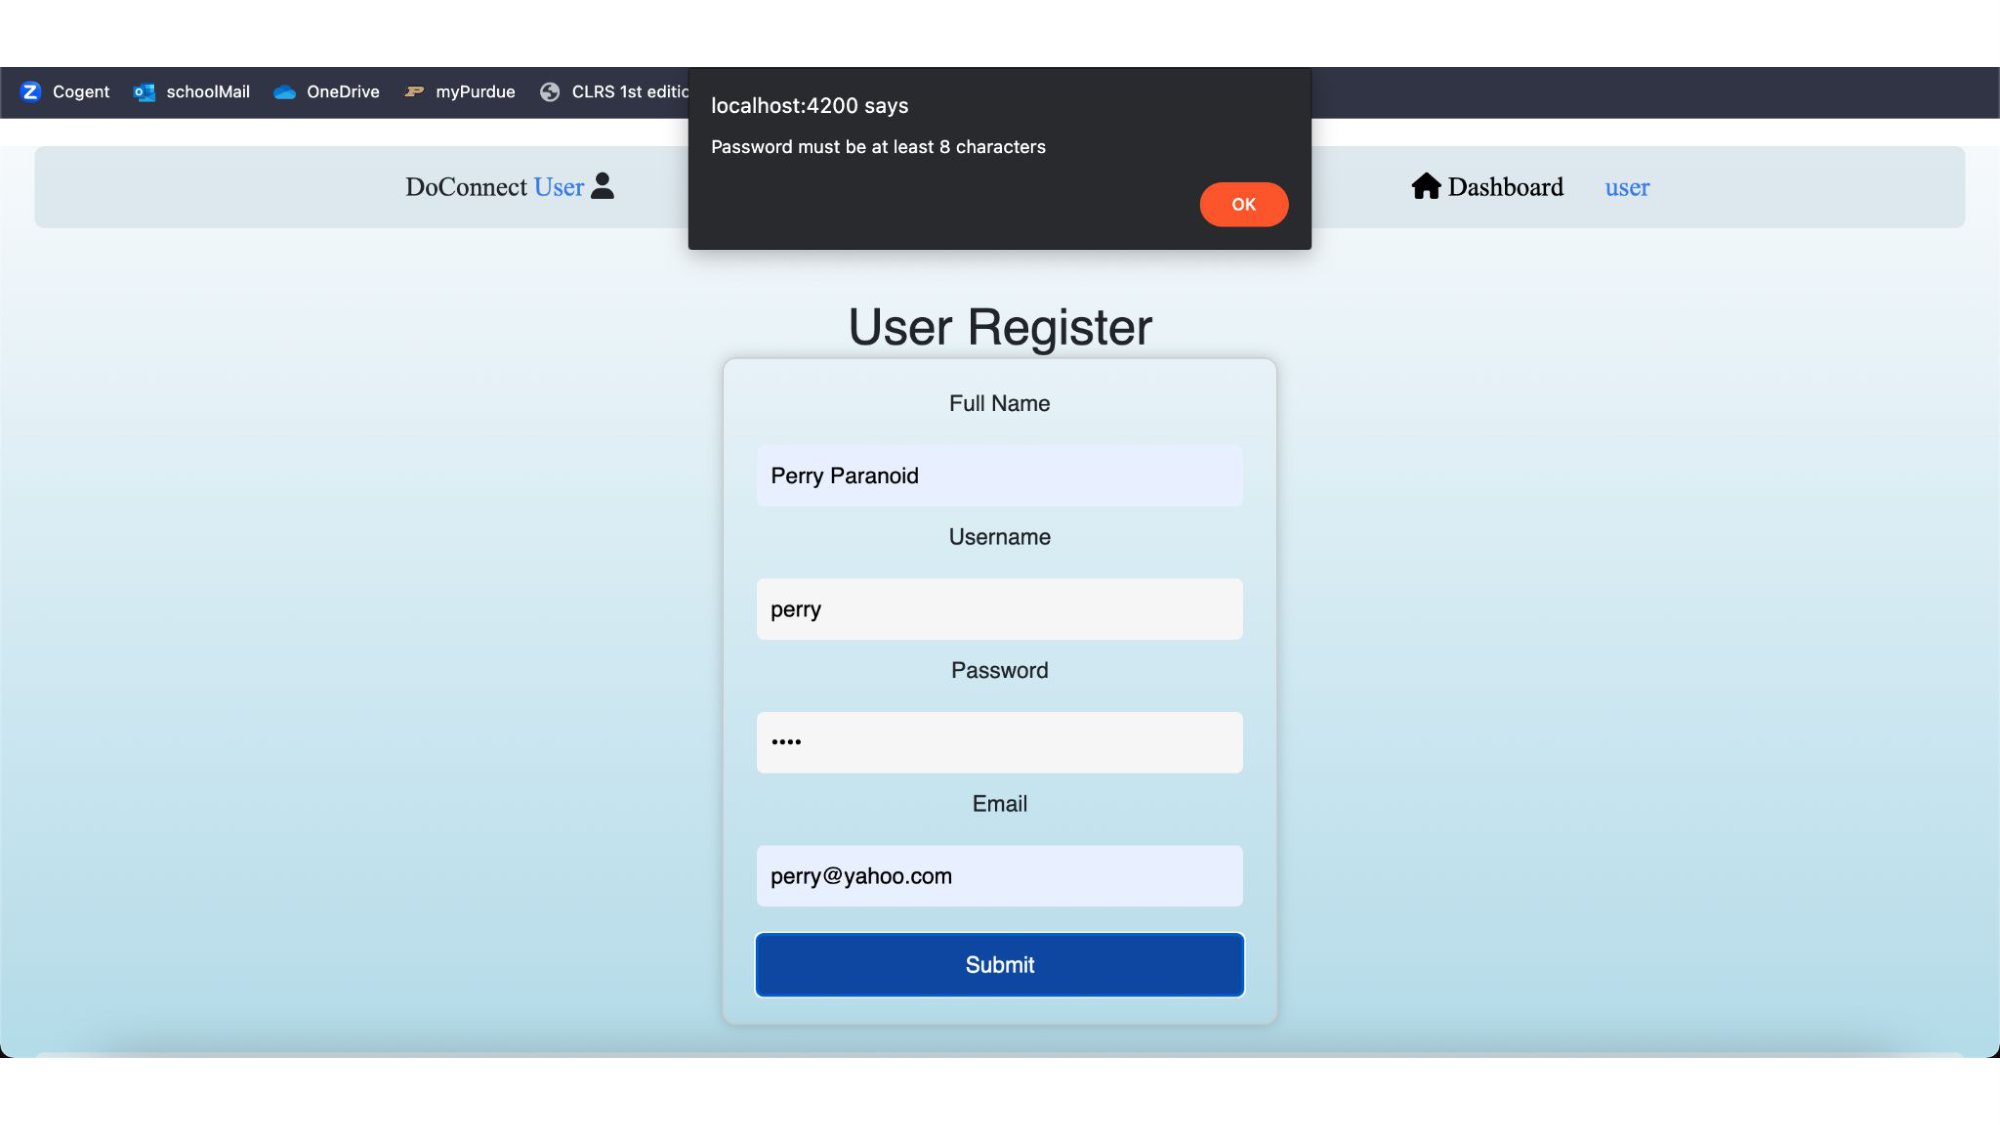 Cogent schoolMail OneDrive myPurdue CLRS 1st editic
localhost:4200 says
Password must be at least 8 characters
OK
DoConnect User Dashboard user
User Register
Full Name
Perry Paranoid
Username
perry
Password
••••
Email
perry@yahoo.com
Submit